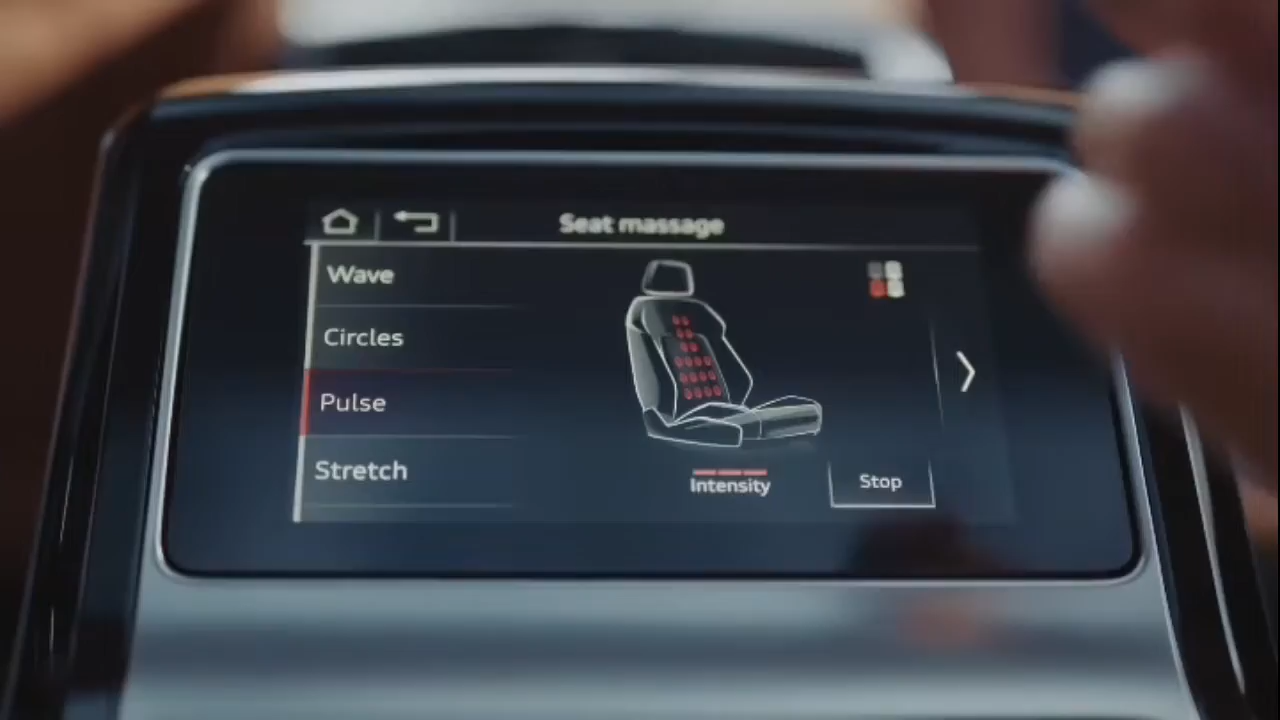 Seat massage
Wave
Circles
Pulse
Stretch
Intensity
Stop